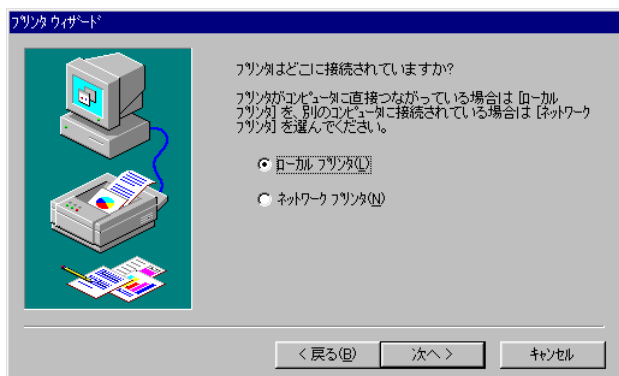 プリンタ ウィザード
プリンタはどこに接続されていますか?
プリンタがコンピュータに直接つながっている場合は [ローカル
プリンタ] を、別のコンピュータに接続されている場合は [ネットワーク
プリンタ] を選んでください。
ローカル プリンタ(L)
ネットワーク プリンタ(N)
< 戻る(B)
次へ >
キャンセル